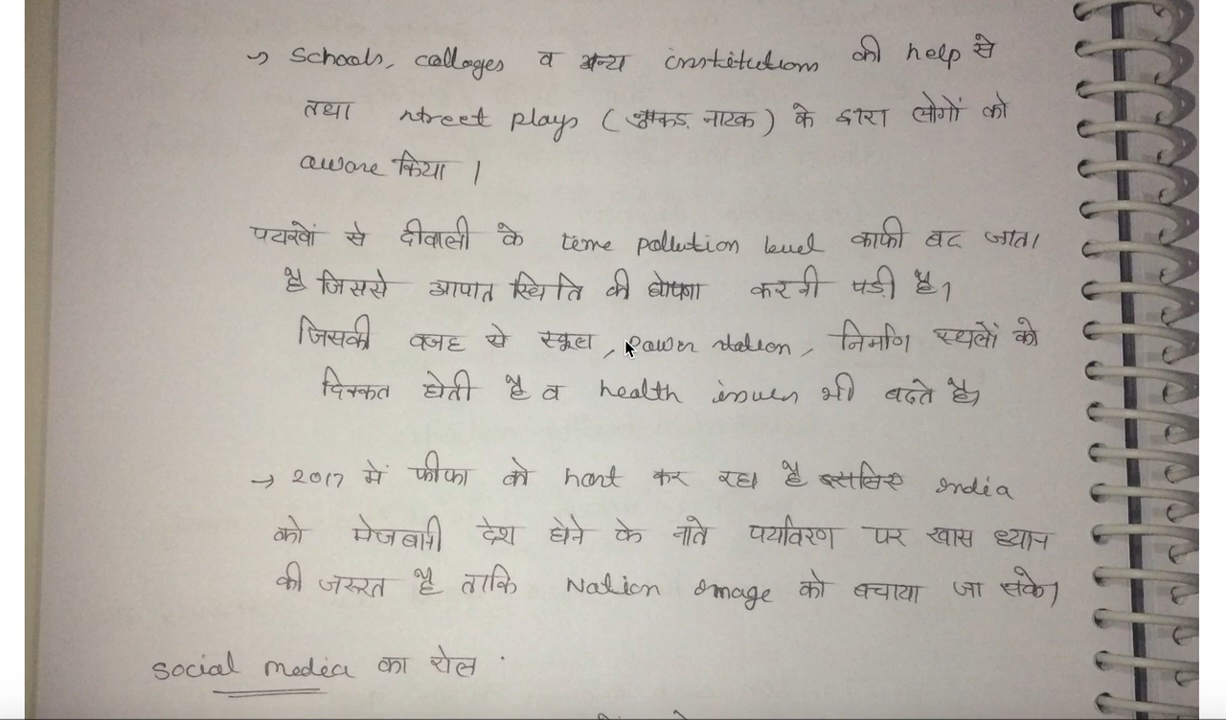 → schools, colleges व अन्य institutions की help से
तथा street plays (नुक्कड़ नाटक) के द्वारा लोगों को
aware किया ।
पटाखों से दीवाली के time pollution level काफी बढ़ जाता
है जिससे आपात स्थिति की घोषणा करनी पड़ी है।
जिसकी वजह से स्कूल, power station, निर्माण स्थलों को
दिक्कत होती है व health issues भी बढ़ते है।
→ 2017 में फीफा को host कर रहा है इसलिए India
को मेजबानी देश होने के नाते पर्यावरण पर खास ध्यान
की जरूरत है ताकि Nation Image को बचाया जा सके।
social media का रोल